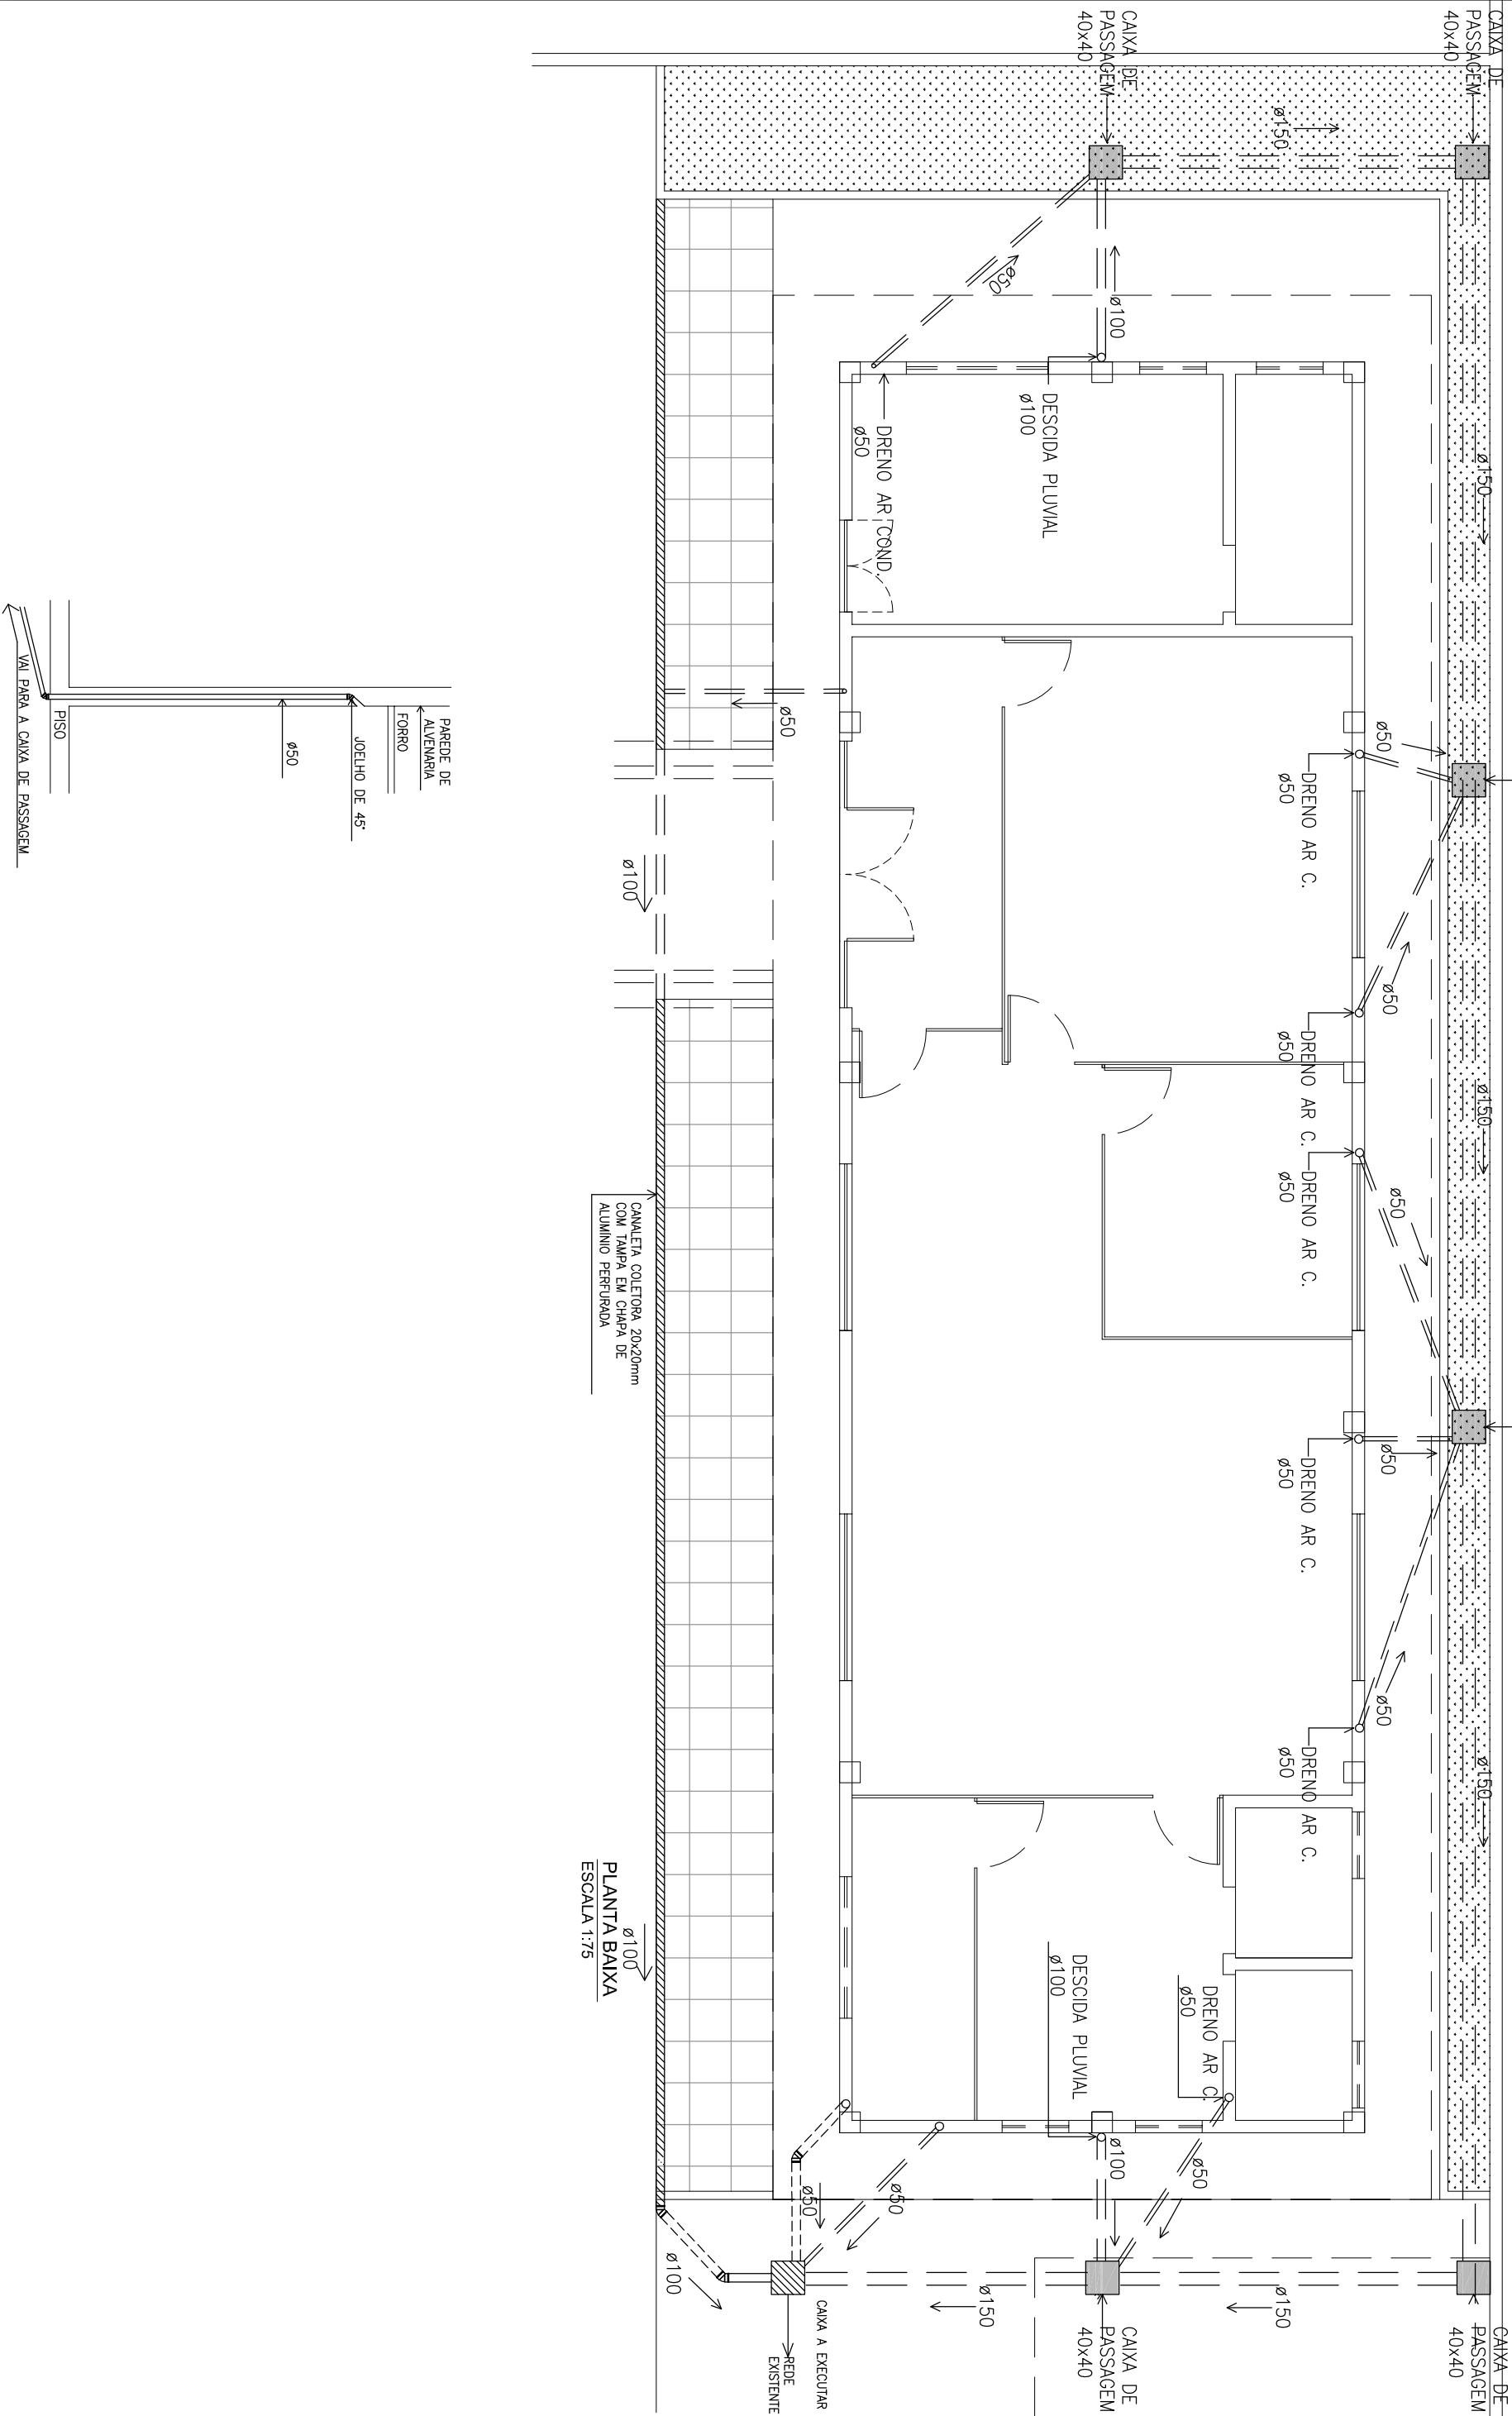 CAIXA DE
PASSAGEM
40x40
CAIXA DE
PASSAGEM
40x40
ø150
ø150
ø50
ø100
DESCIDA PLUVIAL
ø100
DRENO AR COND.
ø50
ø50
ø50
DRENO AR C.
ø50
ø50
DRENO AR C.
ø50
ø150
ø50
DRENO AR C.
ø50
ø50
DRENO AR C.
ø50
ø50
DRENO AR C.
ø50
ø150
ø100
CANALETA COLETORA 20x20mm
COM TAMPA EM CHAPA DE
ALUMÍNIO PERFURADA
DRENO AR C.
ø50
DESCIDA PLUVIAL
ø100
ø100
ø50
ø50
ø50
ø100
ø100
ø150
ø150
CAIXA DE
PASSAGEM
40x40
CAIXA DE
PASSAGEM
40x40
CAIXA A EXECUTAR
REDE
EXISTENTE
PLANTA BAIXA
ESCALA 1:75
PAREDE DE
ALVENARIA
FORRO
JOELHO DE 45°
ø50
PISO
VAI PARA A CAIXA DE PASSAGEM